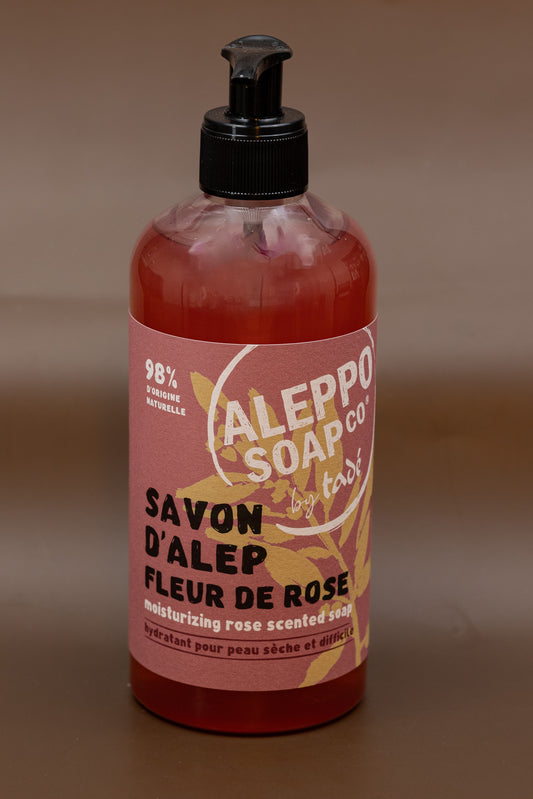 98%
D'ORIGINE
NATURELLE
ALEPPO
SOAP CO®
by tadé
SAVON
D'ALEP
FLEUR DE ROSE
moisturizing rose scented soap
hydratant pour peau sèche et difficile